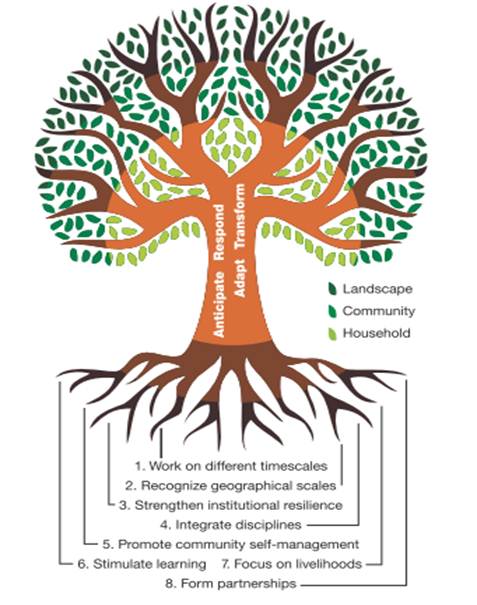 Anticipate Respond
Adapt Transform
Landscape
Community
Household
1. Work on different timescales
2. Recognize geographical scales
3. Strengthen institutional resilience
4. Integrate disciplines
5. Promote community self-management
6. Stimulate learning 7. Focus on livelihoods
8. Form partnerships